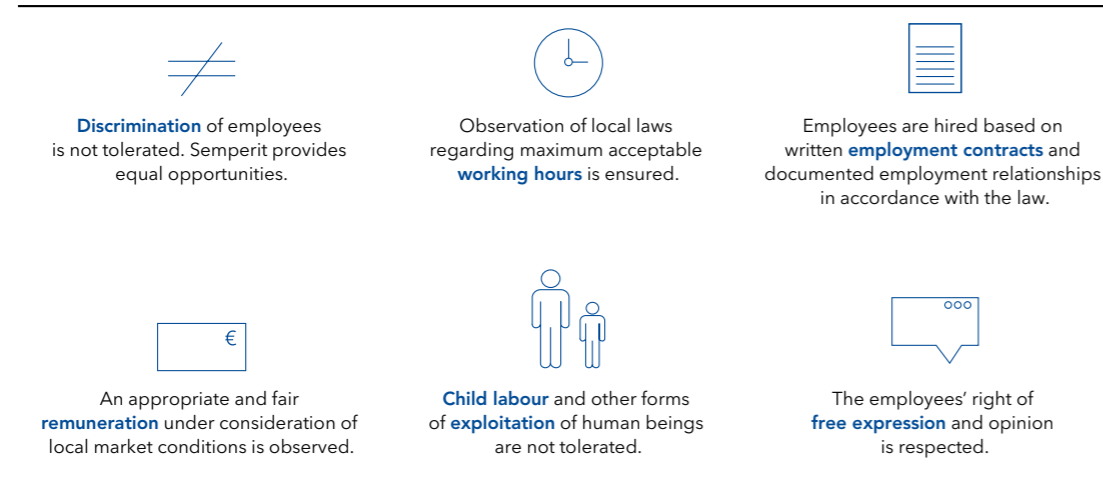 Discrimination of employees
is not tolerated. Semperit provides
equal opportunities.
Observation of local laws
regarding maximum acceptable
working hours is ensured.
Employees are hired based on
written employment contracts and
documented employment relationships
in accordance with the law.
€
An appropriate and fair
remuneration under consideration of
local market conditions is observed.
Child labour and other forms
of exploitation of human beings
are not tolerated.
The employees’ right of
free expression and opinion
is respected.